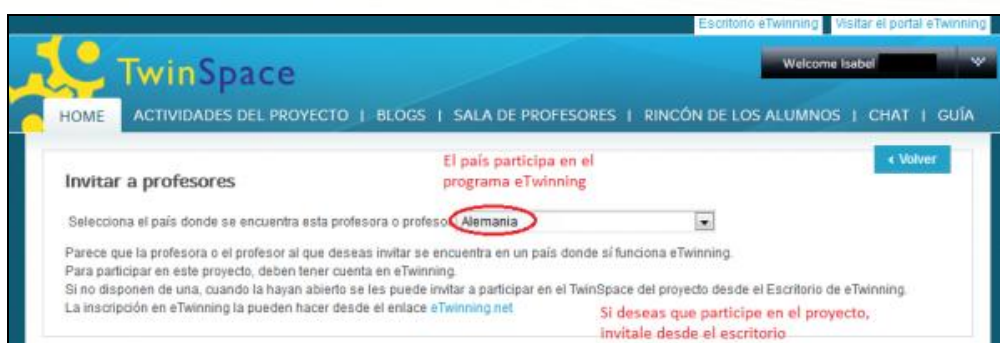 Escritorio eTwinning Visitar el portal eTwinning
TwinSpace
Welcome Isabel
HOME ACTIVIDADES DEL PROYECTO | BLOGS | SALA DE PROFESORES | RINCÓN DE LOS ALUMNOS | CHAT | GUÍA
El país participa en el
programa eTwinning
Volver
Invitar a profesores
Selecciona el país donde se encuentra esta profesora o profesor Alemania
Parece que la profesora o el profesor al que deseas invitar se encuentra en un país donde sí funciona eTwinning.
Para participar en este proyecto, deben tener cuenta en eTwinning.
Si no disponen de una, cuando la hayan abierto se les puede invitar a participar en el TwinSpace del proyecto desde el Escritorio de eTwinning.
La inscripción en eTwinning la pueden hacer desde el enlace eTwinning.net
Si deseas que participe en el proyecto,
invítale desde el escritorio